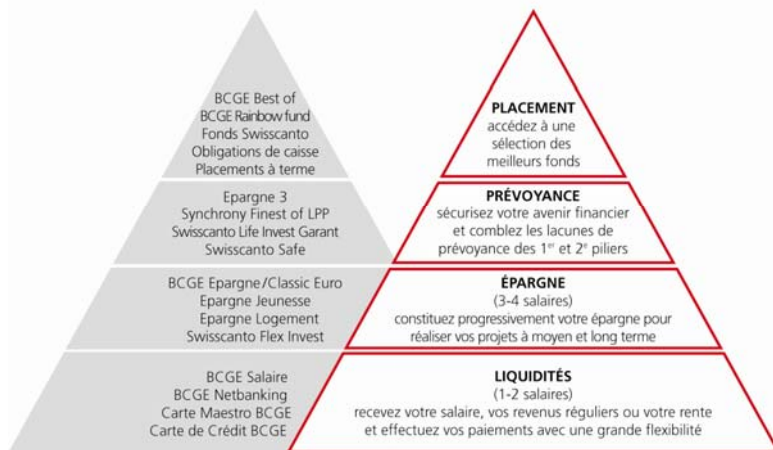 BCGE Best of
BCGE Rainbow fund
Fonds Swisscanto
Obligations de caisse
Placements à terme
Epargne 3
Synchrony Finest of LPP
Swisscanto Life Invest Garant
Swisscanto Safe
BCGE Epargne/Classic Euro
Epargne Jeunesse
Epargne Logement
Swisscanto Flex Invest
BCGE Salaire
BCGE Netbanking
Carte Maestro BCGE
Carte de Crédit BCGE
PLACEMENT
accédez à une
sélection des
meilleurs fonds
PRÉVOYANCE
sécurisez votre avenir financier
et comblez les lacunes de
prévoyance des 1er et 2e piliers
ÉPARGNE
(3-4 salaires)
constituez progressivement votre épargne pour
réaliser vos projets à moyen et long terme
LIQUIDITÉS
(1-2 salaires)
recevez votre salaire, vos revenus réguliers ou votre rente
et effectuez vos paiements avec une grande flexibilité